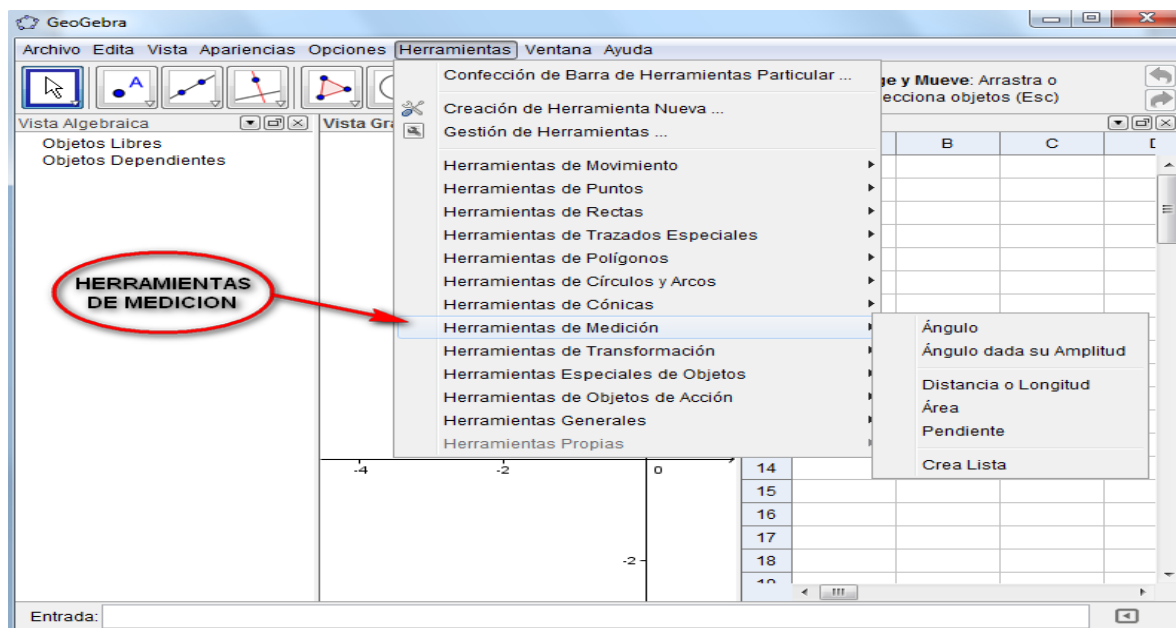 GeoGebra
Archivo Edita Vista Apariencias Opciones Herramientas Ventana Ayuda
A
Confección de Barra de Herramientas Particular ...
Creación de Herramienta Nueva ...
Gestión de Herramientas ...
y Mueve: Arrastra o
objetos (Esc)
Vista Algebraica
Vista
Objetos Libres
Objetos Dependientes
B C
Herramientas de Movimiento
Herramientas de Puntos
Herramientas de Rectas
Herramientas de Trazados Especiales
Herramientas de Polígonos
Herramientas de Círculos y Arcos
Herramientas de Cónicas
Herramientas de Medición
Herramientas de Transformación
Herramientas Especiales de Objetos
Herramientas de Objetos de Acción
Herramientas Generales
Herramientas Propias
HERRAMIENTAS
DE MEDICION
Ángulo
Ángulo dada su Amplitud
Distancia o Longitud
Área
Pendiente
Crea Lista
-4 -2 0
-2
14
15
16
17
18
Entrada: